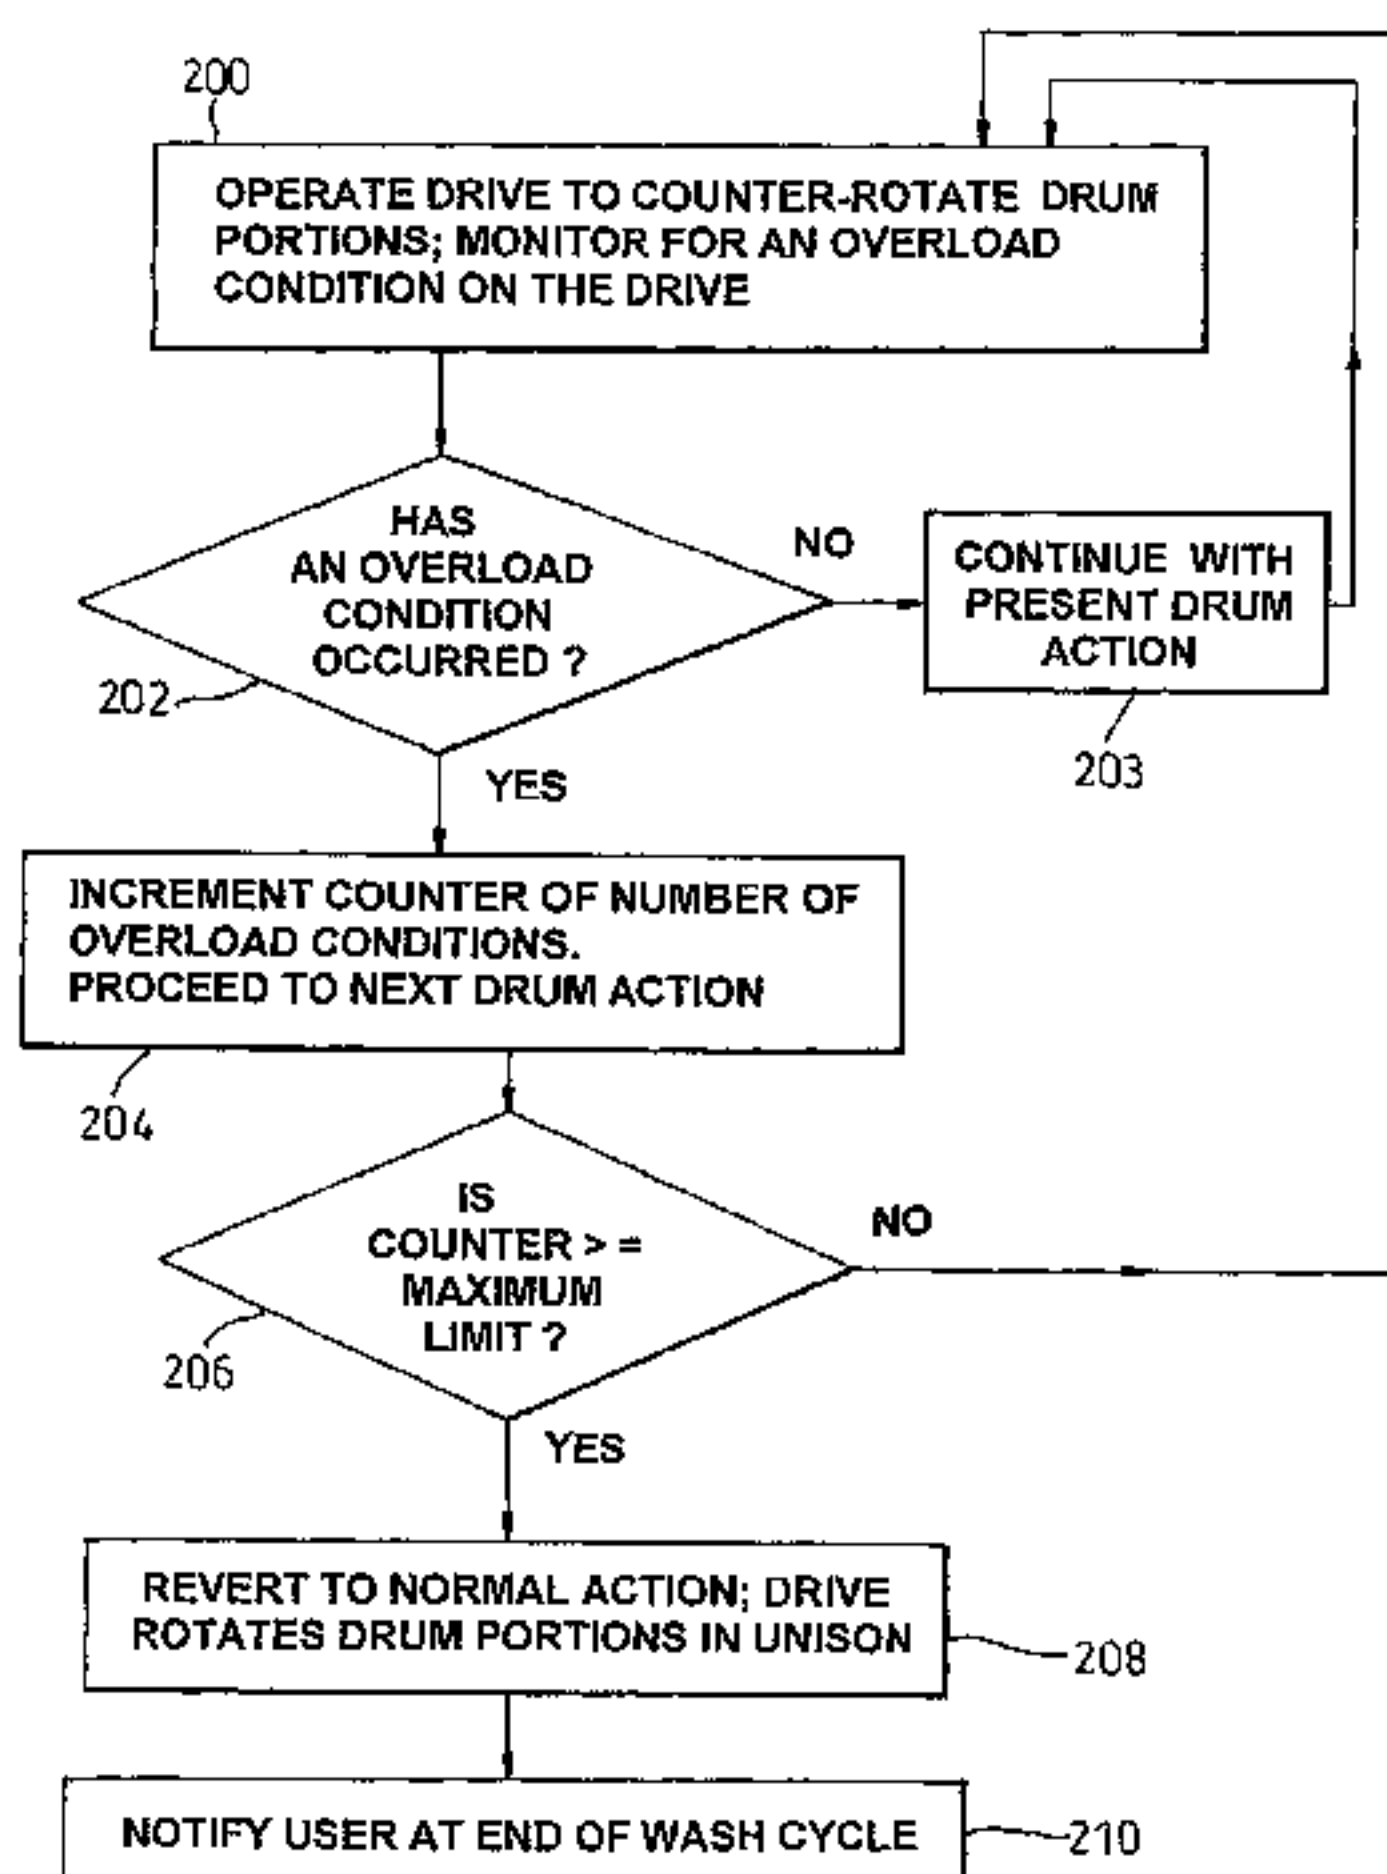 200
OPERATE DRIVE TO COUNTER-ROTATE DRUM
PORTIONS; MONITOR FOR AN OVERLOAD
CONDITION ON THE DRIVE
HAS
AN OVERLOAD
CONDITION
OCCURRED ?
202
NO
CONTINUE WITH
PRESENT DRUM
ACTION
203
YES
INCREMENT COUNTER OF NUMBER OF
OVERLOAD CONDITIONS.
PROCEED TO NEXT DRUM ACTION
204
IS
COUNTER > =
MAXIMUM
LIMIT ?
206
NO
YES
REVERT TO NORMAL ACTION; DRIVE
ROTATES DRUM PORTIONS IN UNISON
208
NOTIFY USER AT END OF WASH CYCLE
210